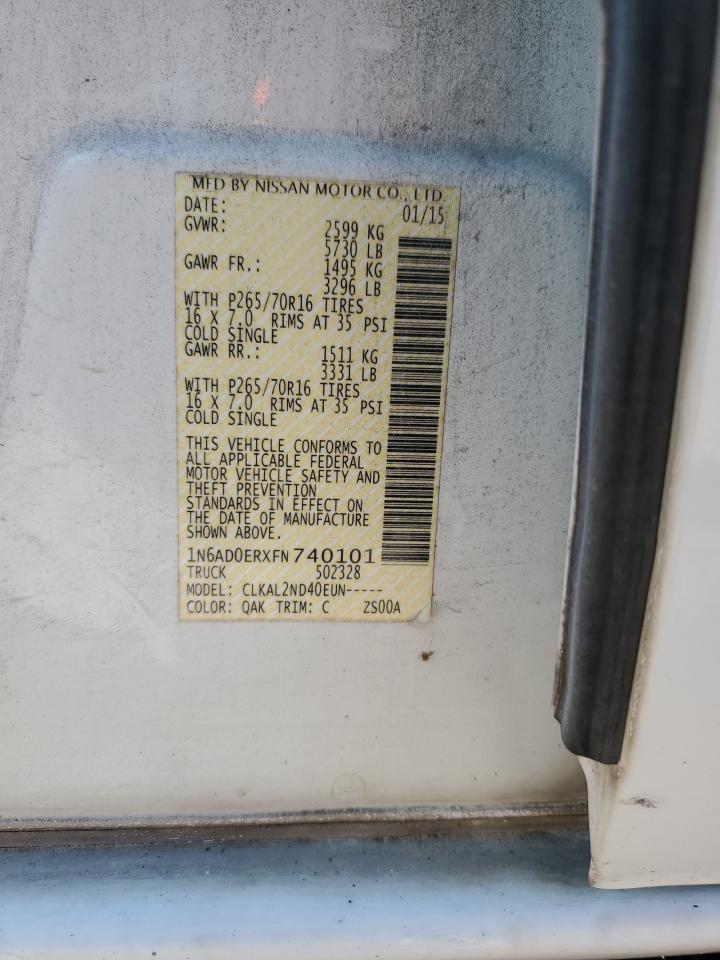 MFD BY NISSAN MOTOR CO., LTD.
DATE: 01/15
GVWR: 2599 KG
5730 LB
GAWR FR.: 1495 KG
3296 LB
WITH P265/70R16 TIRES
16 X 7.0 RIMS AT 35 PSI
COLD SINGLE
GAWR RR.: 1511 KG
3331 LB
WITH P265/70R16 TIRES
16 X 7.0 RIMS AT 35 PSI
COLD SINGLE
THIS VEHICLE CONFORMS TO
ALL APPLICABLE FEDERAL
MOTOR VEHICLE SAFETY AND
THEFT PREVENTION
STANDARDS IN EFFECT ON
THE DATE OF MANUFACTURE
SHOWN ABOVE.
1N6AD0ERXFN740101
TRUCK 502328
MODEL: CLKAL2ND40EUN-----
COLOR: QAK TRIM: C ZS00A